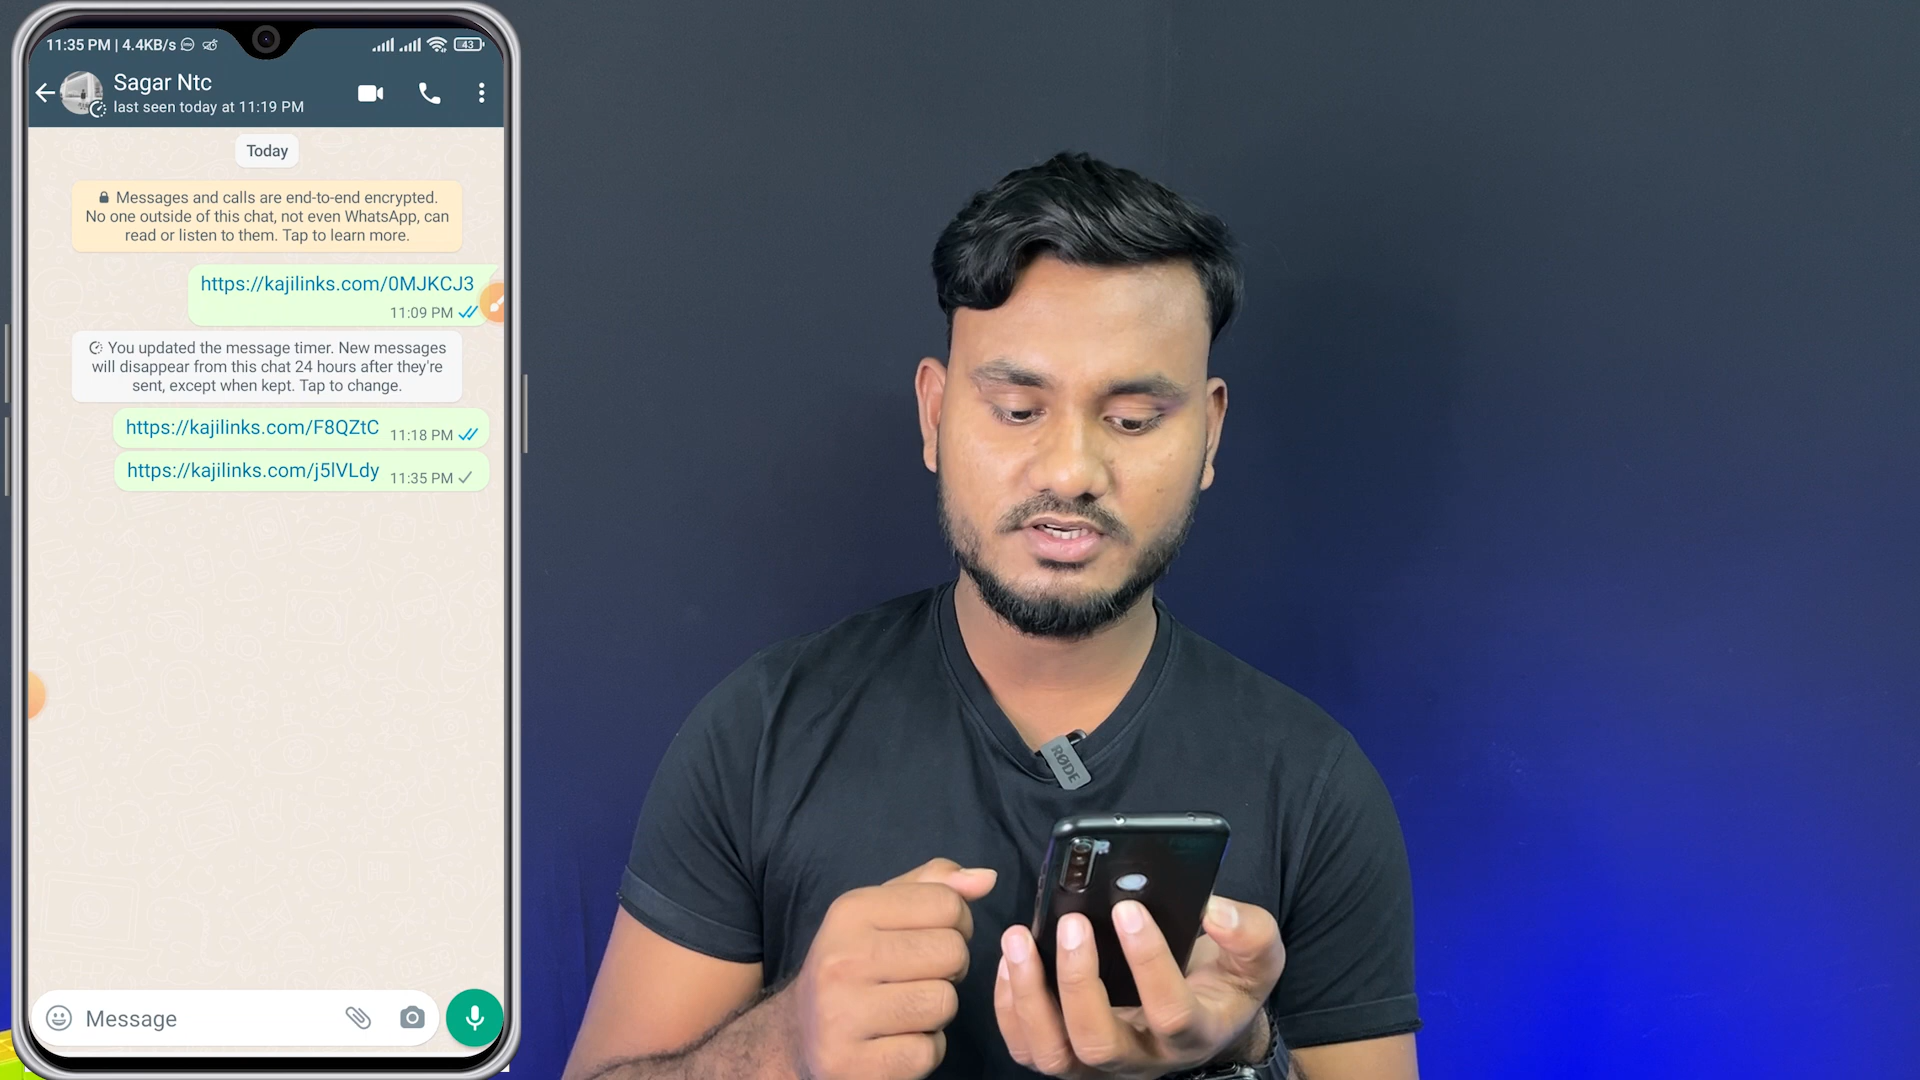 11:35 PM | 4.4KB/s
43
Sagar Ntc
last seen today at 11:19 PM
Today
Messages and calls are end-to-end encrypted.
No one outside of this chat, not even WhatsApp, can
read or listen to them. Tap to learn more.
https://kajilinks.com/0MJKCJ3
11:09 PM
You updated the message timer. New messages
will disappear from this chat 24 hours after they're
sent, except when kept. Tap to change.
https://kajilinks.com/F8QZtC 11:18 PM
https://kajilinks.com/j5lVLdy 11:35 PM
Message
RØDE